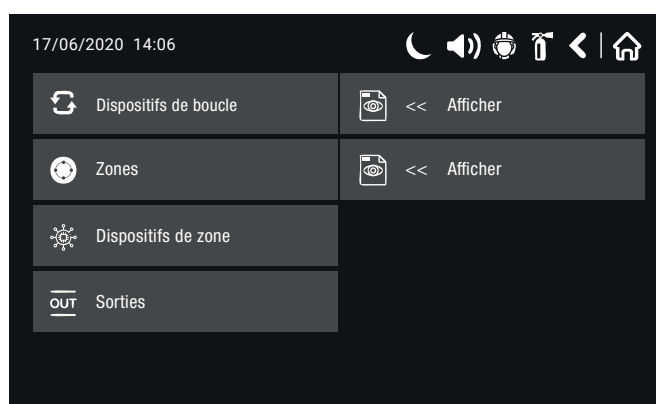 17/06/2020 14:06
Dispositifs de boucle
<< Afficher
Zones
<< Afficher
Dispositifs de zone
OUT Sorties